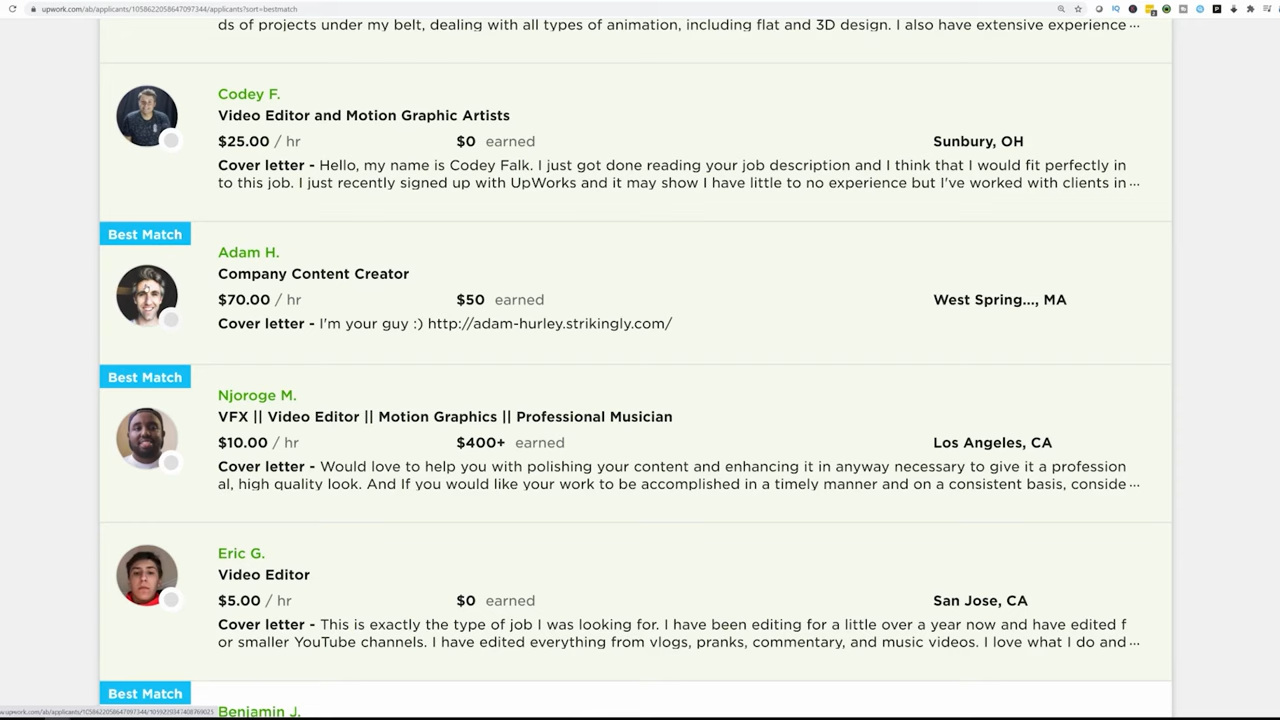 upwork.com/ab/applicants/1058622058647097344/applicants?sort=bestmatch
ds of projects under my belt, dealing with all types of animation, including flat and 3D design. I also have extensive experience ...
Codey F.
Video Editor and Motion Graphic Artists
$25.00 / hr $0 earned Sunbury, OH
Cover letter - Hello, my name is Codey Falk. I just got done reading your job description and I think that I would fit perfectly in
to this job. I just recently signed up with UpWorks and it may show I have little to no experience but I've worked with clients in ...
Best Match
Adam H.
Company Content Creator
$70.00 / hr $50 earned West Spring..., MA
Cover letter - I'm your guy :) http://adam-hurley.strikingly.com/
Best Match
Njoroge M.
VFX || Video Editor || Motion Graphics || Professional Musician
$10.00 / hr $400+ earned Los Angeles, CA
Cover letter - Would love to help you with polishing your content and enhancing it in anyway necessary to give it a profession
al, high quality look. And If you would like your work to be accomplished in a timely manner and on a consistent basis, conside ...
Eric G.
Video Editor
$5.00 / hr $0 earned San Jose, CA
Cover letter - This is exactly the type of job I was looking for. I have been editing for a little over a year now and have edited f
or smaller YouTube channels. I have edited everything from vlogs, pranks, commentary, and music videos. I love what I do and ...
Best Match
Benjamin J.